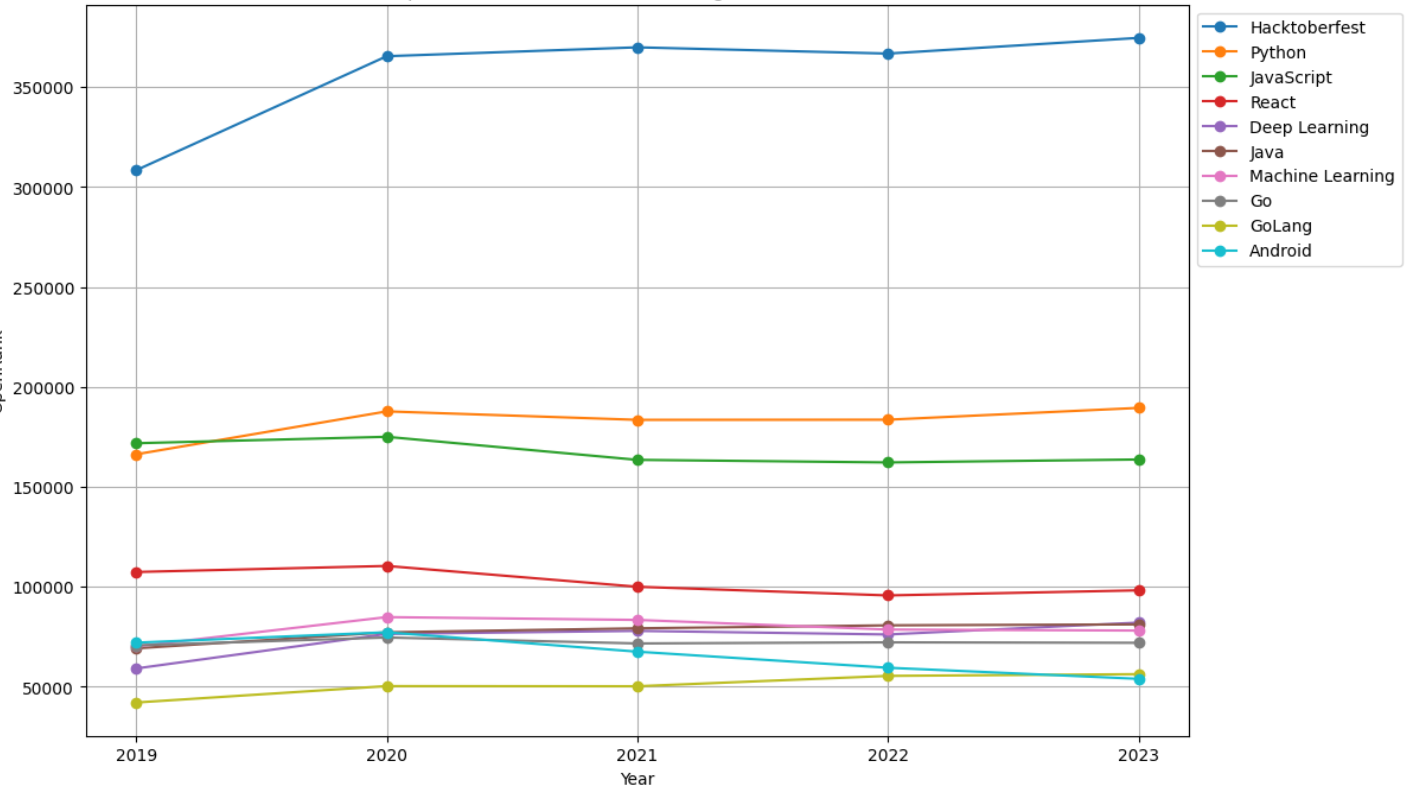 350000
300000
250000
200000
150000
100000
50000
2019 2020 2021 2022 2023
Year
Hacktoberfest
Python
JavaScript
React
Deep Learning
Java
Machine Learning
Go
GoLang
Android